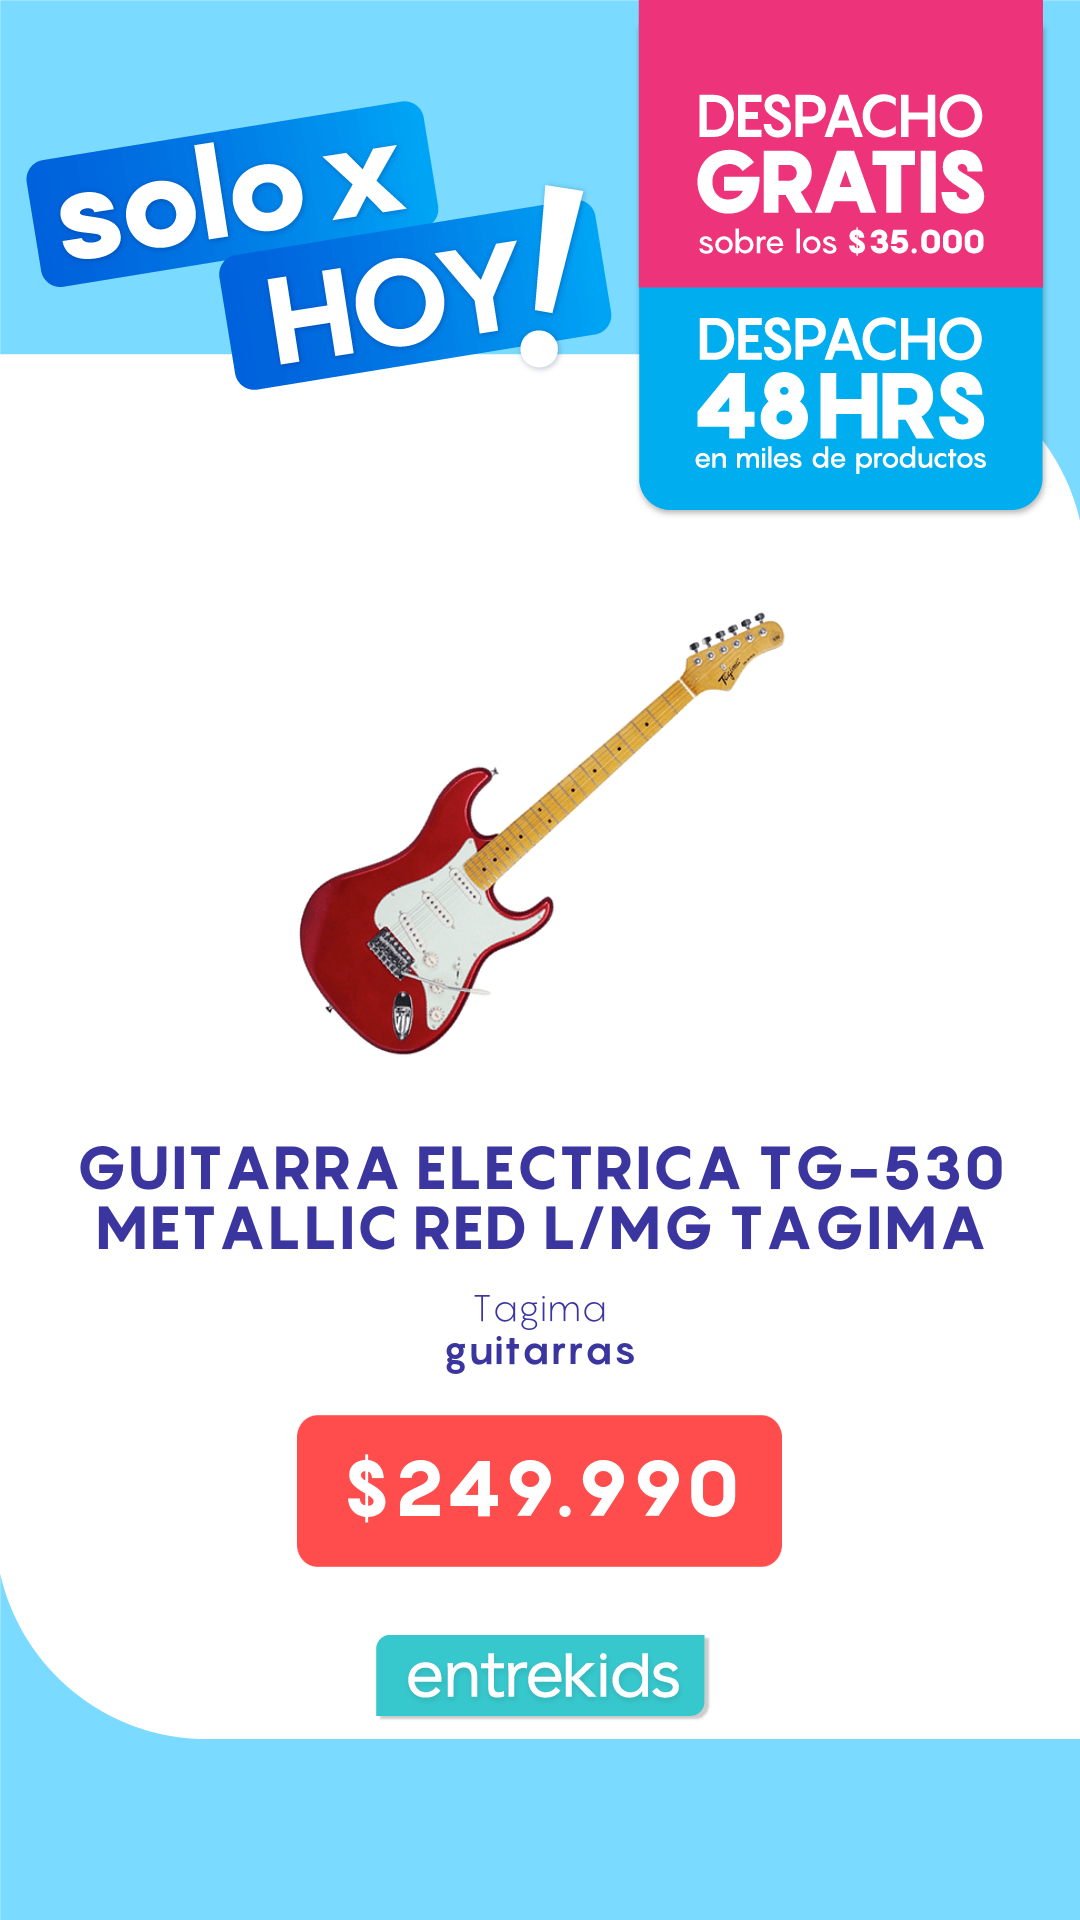 solo x
HOY!
DESPACHO
GRATIS
sobre los $35.000
DESPACHO
48HRS
en miles de productos
Tagima
GUITARRA ELECTRICA TG-530
METALLIC RED L/MG TAGIMA
Tagima
guitarras
$249.990
entrekids